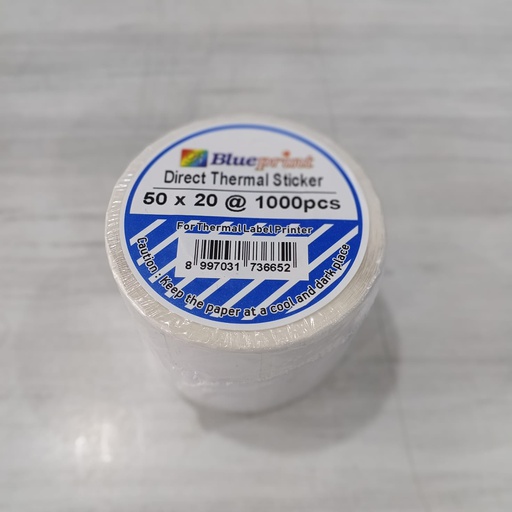 Blueprint
Direct Thermal Sticker
50 x 20 @ 1000pcs
For Thermal Label Printer
8 997031 736652
Caution : Keep the paper at a cool and dark place